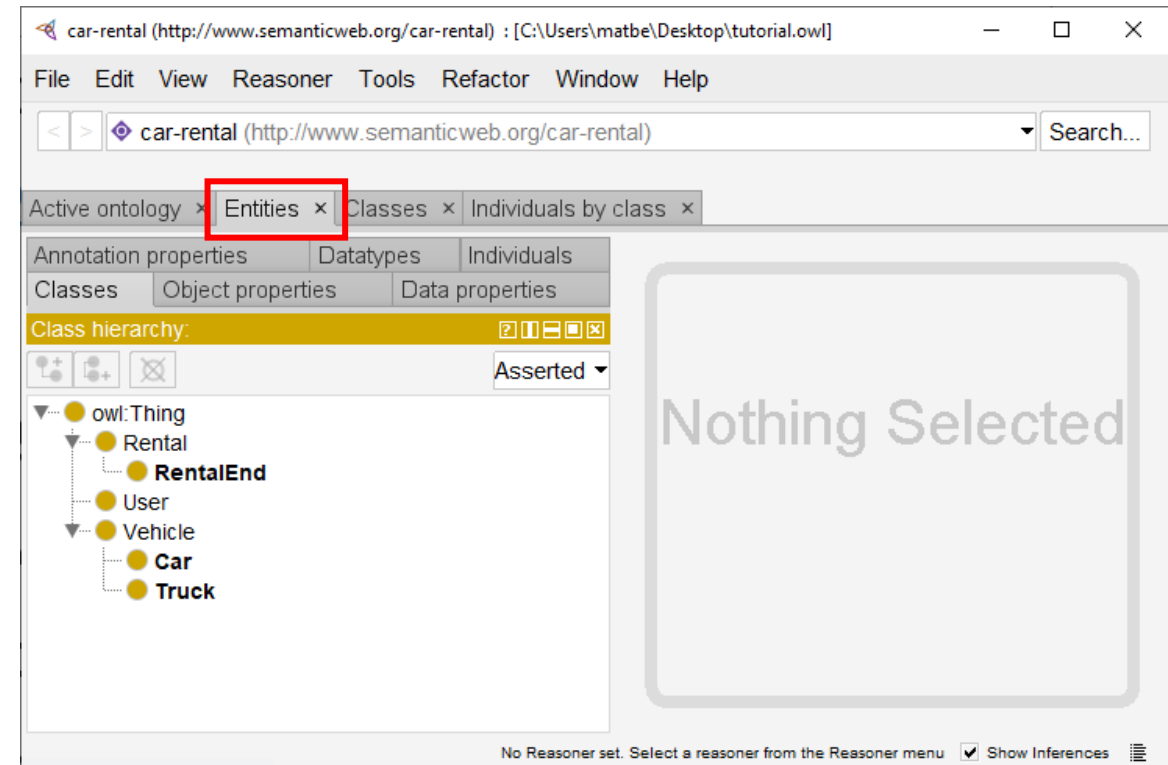 car-rental (http://www.semanticweb.org/car-rental) : [C:\Users\matbe\Desktop\tutorial.owl]
File Edit View Reasoner Tools Refactor Window Help
< > car-rental (http://www.semanticweb.org/car-rental) Search...
Active ontology × Entities × Classes × Individuals by class ×
Annotation properties Datatypes Individuals
Classes Object properties Data properties
Class hierarchy:
Asserted
owl:Thing
Rental
RentalEnd
User
Vehicle
Car
Truck
Nothing Selected
No Reasoner set. Select a reasoner from the Reasoner menu Show Inferences